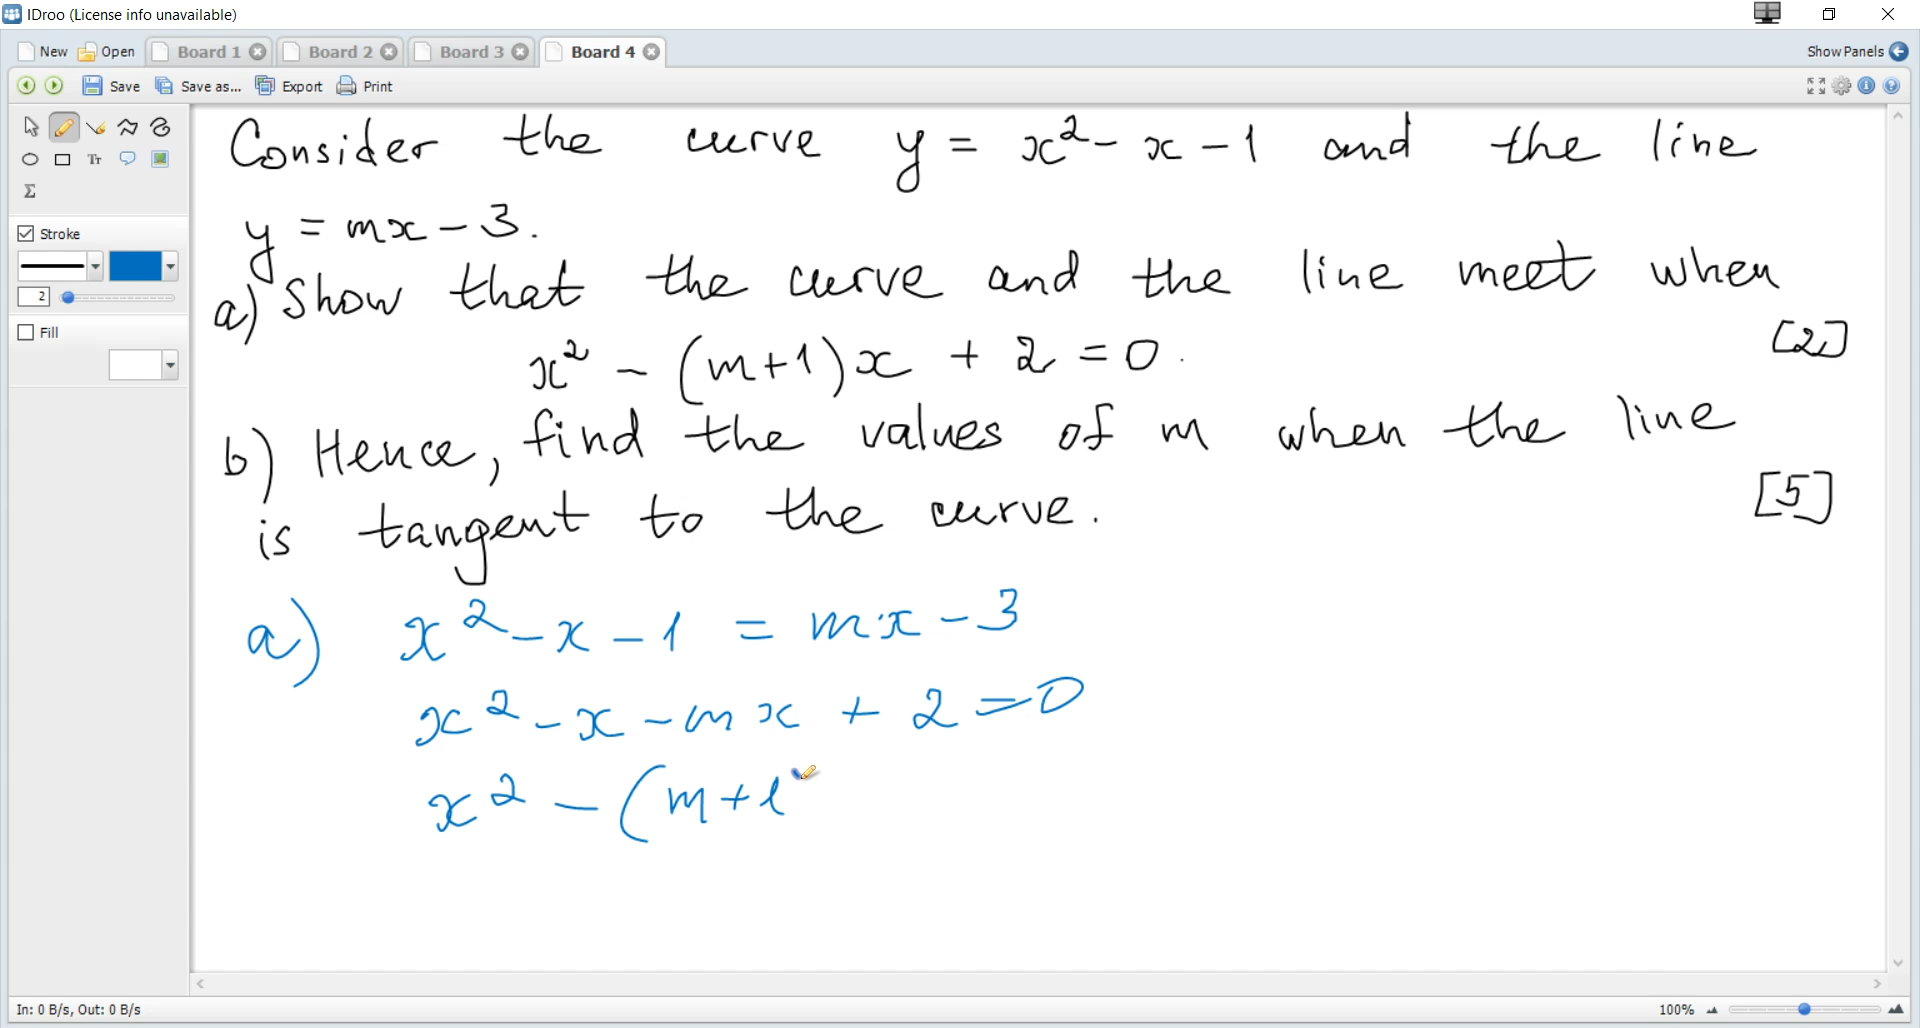 IDroo (License info unavailable)
New Open Board 1 Board 2 Board 3 Board 4 Show Panels
Save Save as... Export Print
Consider the curve y = x² - x - 1 and the line
y = mx - 3.
a) Show that the curve and the line meet when
x² - (m+1)x + 2 = 0. [2]
b) Hence, find the values of m when the line
is tangent to the curve. [5]
a) x² - x - 1 = mx - 3
x² - x - mx + 2 = 0
x² - (m+1
Tr
Σ
Stroke
2
Fill
In: 0 B/s, Out: 0 B/s 100%